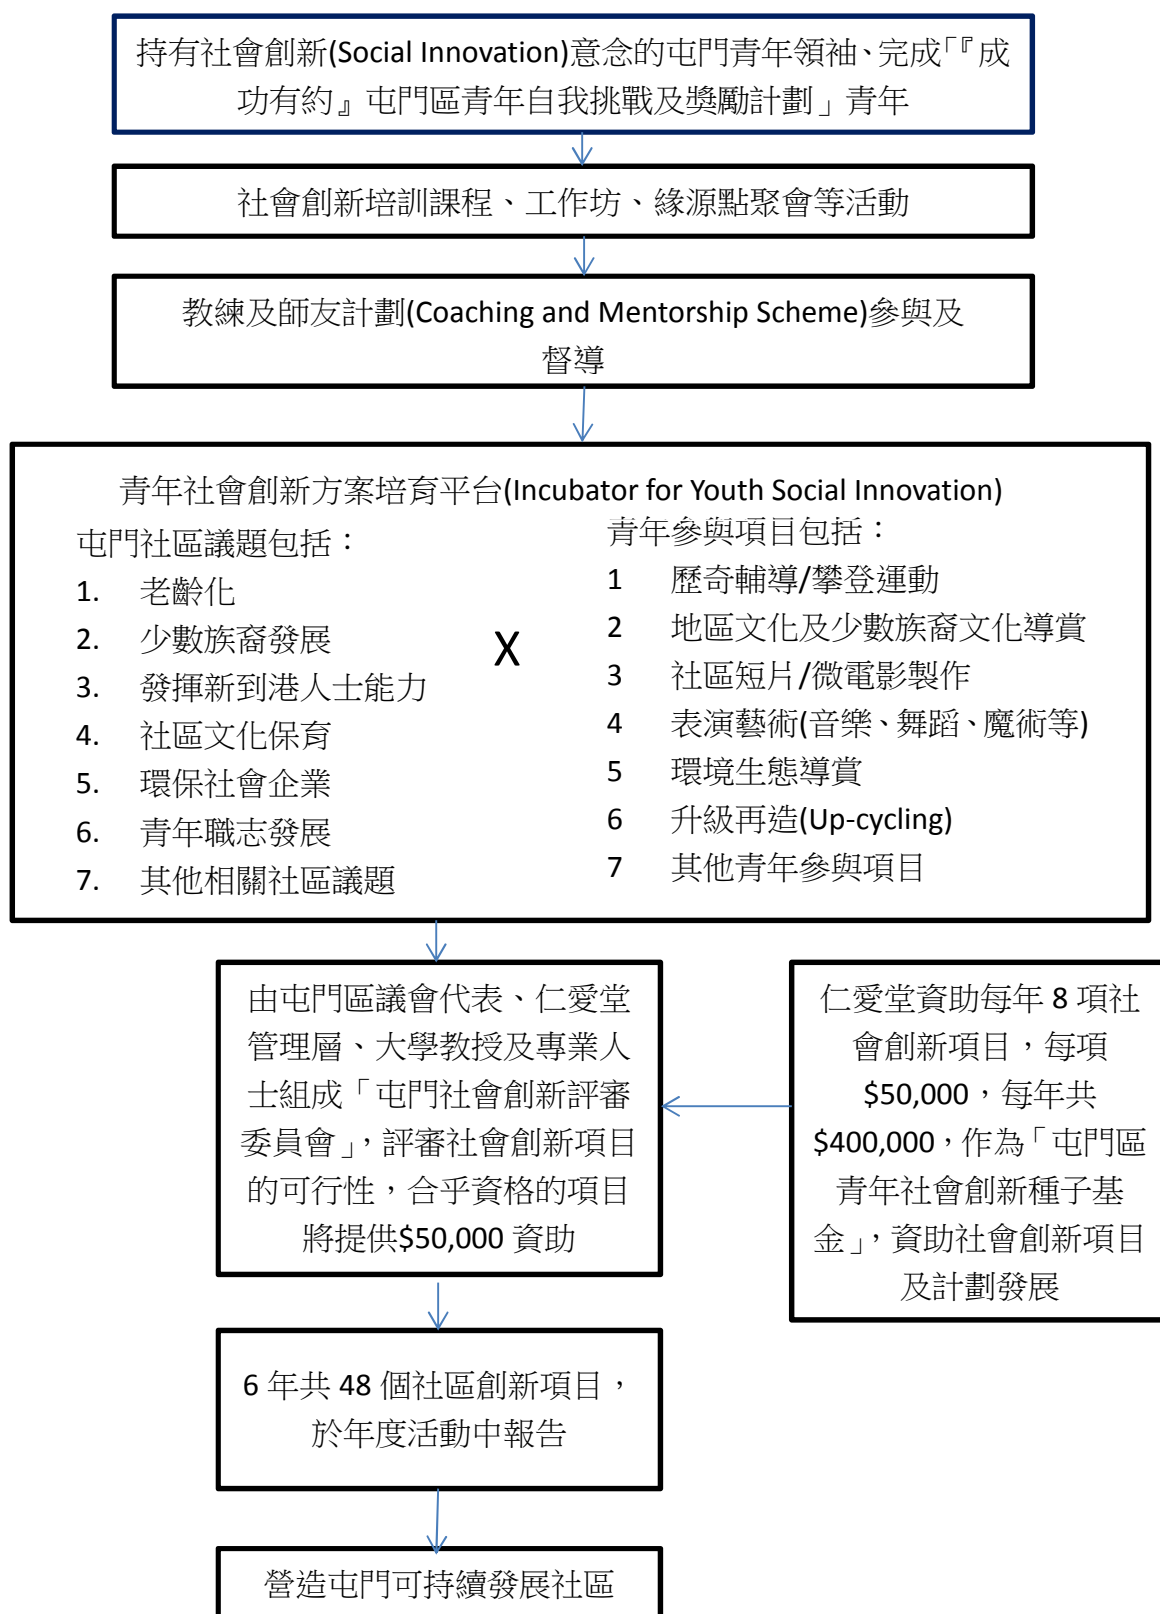 持有社會創新(Social Innovation)意念的屯門青年領袖、完成「『成
功有約』屯門區青年自我挑戰及獎勵計劃」青年
社會創新培訓課程、工作坊、緣源點聚會等活動
教練及師友計劃(Coaching and Mentorship Scheme)參與及
督導
青年社會創新方案培育平台(Incubator for Youth Social Innovation)
屯門社區議題包括：
1. 老齡化
2. 少數族裔發展
3. 發揮新到港人士能力
4. 社區文化保育
5. 環保社會企業
6. 青年職志發展
7. 其他相關社區議題
X
青年參與項目包括：
1 歷奇輔導/攀登運動
2 地區文化及少數族裔文化導賞
3 社區短片/微電影製作
4 表演藝術(音樂、舞蹈、魔術等)
5 環境生態導賞
6 升級再造(Up-cycling)
7 其他青年參與項目
由屯門區議會代表、仁愛堂
管理層、大學教授及專業人
士組成「屯門社會創新評審
委員會」，評審社會創新項目
的可行性，合乎資格的項目
將提供$50,000 資助
仁愛堂資助每年 8 項社
會創新項目，每項
$50,000，每年共
$400,000，作為「屯門區
青年社會創新種子基
金」，資助社會創新項目
及計劃發展
6 年共 48 個社區創新項目，
於年度活動中報告
營造屯門可持續發展社區